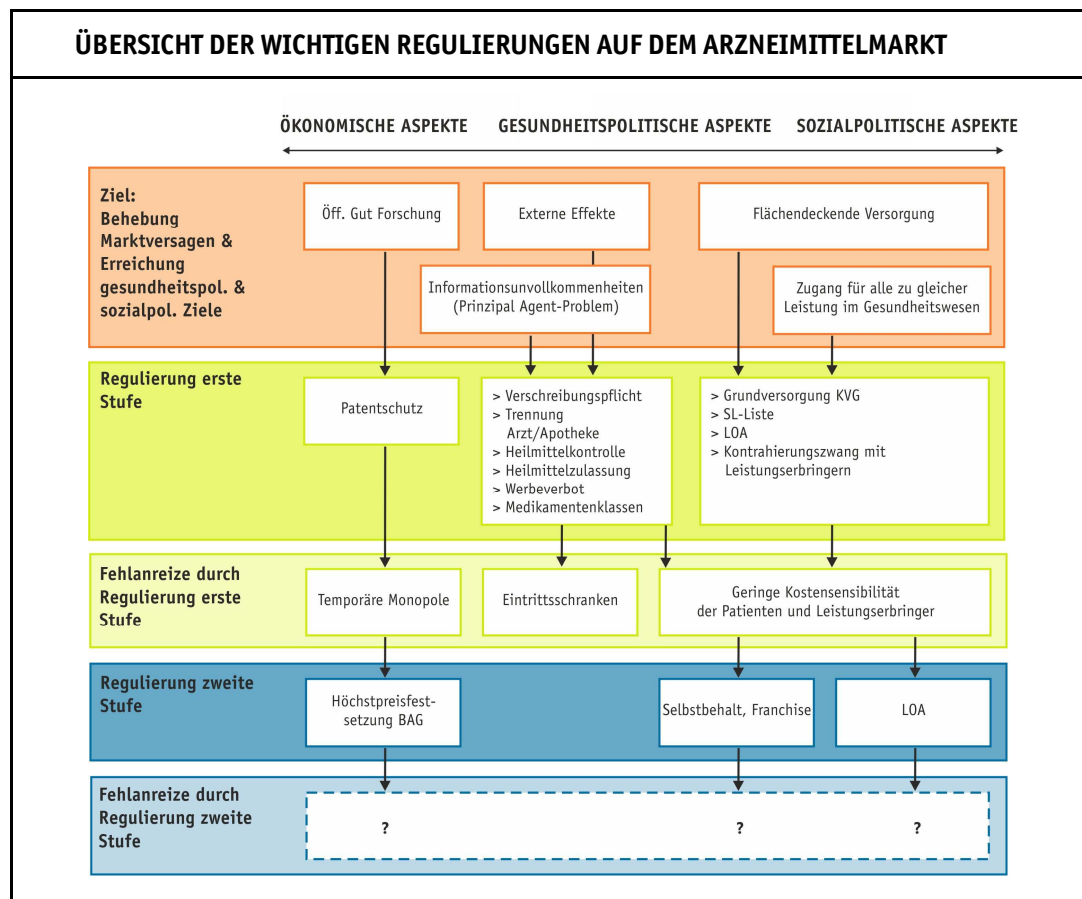 ÜBERSICHT DER WICHTIGEN REGULIERUNGEN AUF DEM ARZNEIMITTELMARKT
ÖKONOMISCHE ASPEKTE
GESUNDHEITSPOLITISCHE ASPEKTE
SOZIALPOLITISCHE ASPEKTE
Ziel:
Behebung
Marktversagen &
Erreichung
gesundheitspol. &
sozialpol. Ziele
Öff. Gut Forschung
Externe Effekte
Flächendeckende Versorgung
Informationsunvollkommenheiten
(Prinzipal Agent-Problem)
Zugang für alle zu gleicher
Leistung im Gesundheitswesen
Regulierung erste
Stufe
Patentschutz
> Verschreibungspflicht
> Trennung
Arzt/Apotheke
> Heilmittelkontrolle
> Heilmittelzulassung
> Werbeverbot
> Medikamentenklassen
> Grundversorgung KVG
> SL-Liste
> LOA
> Kontrahierungszwang mit
Leistungserbringern
Fehlanreize durch
Regulierung erste
Stufe
Temporäre Monopole
Eintrittsschranken
Geringe Kostensensibilität
der Patienten und Leistungserbringer
Regulierung zweite
Stufe
Höchstpreisfest-
setzung BAG
Selbstbehalt, Franchise
LOA
Fehlanreize durch
Regulierung zweite
Stufe
?
?
?